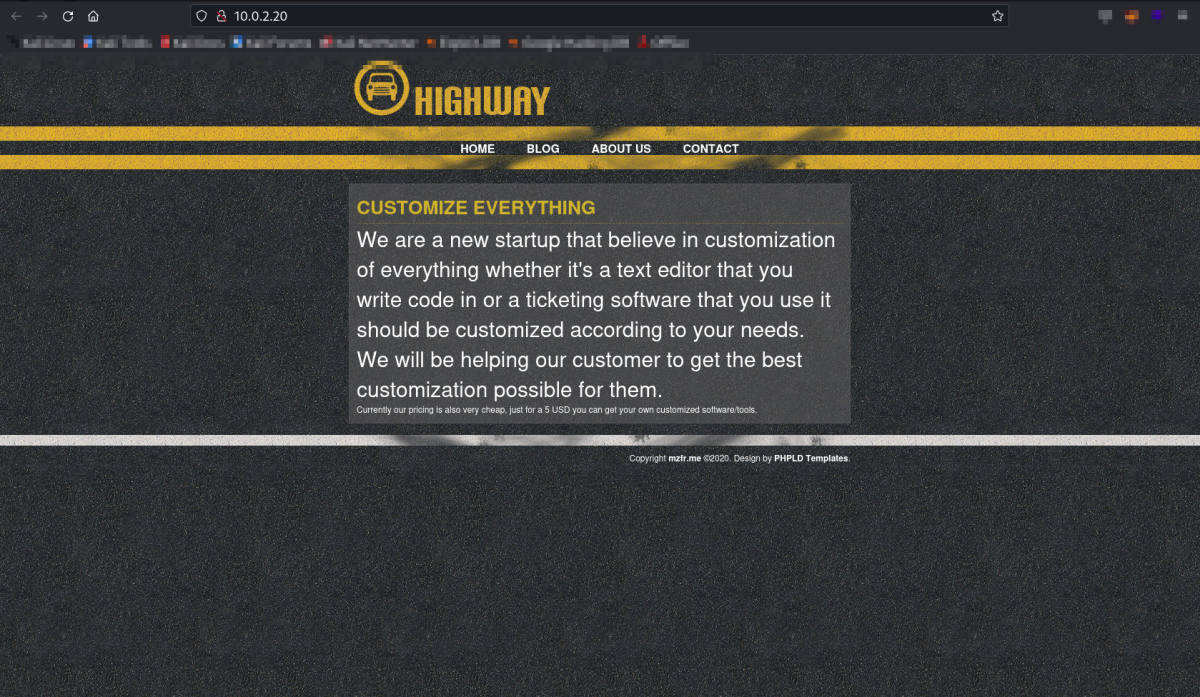 10.0.2.20
HIGHWAY
HOME BLOG ABOUT US CONTACT
CUSTOMIZE EVERYTHING
We are a new startup that believe in customization
of everything whether it's a text editor that you
write code in or a ticketing software that you use it
should be customized according to your needs.
We will be helping our customer to get the best
customization possible for them.
Currently our pricing is also very cheap, just for a 5 USD you can get your own customized software/tools.
Copyright mzfr.me ©2020. Design by PHPLD Templates.